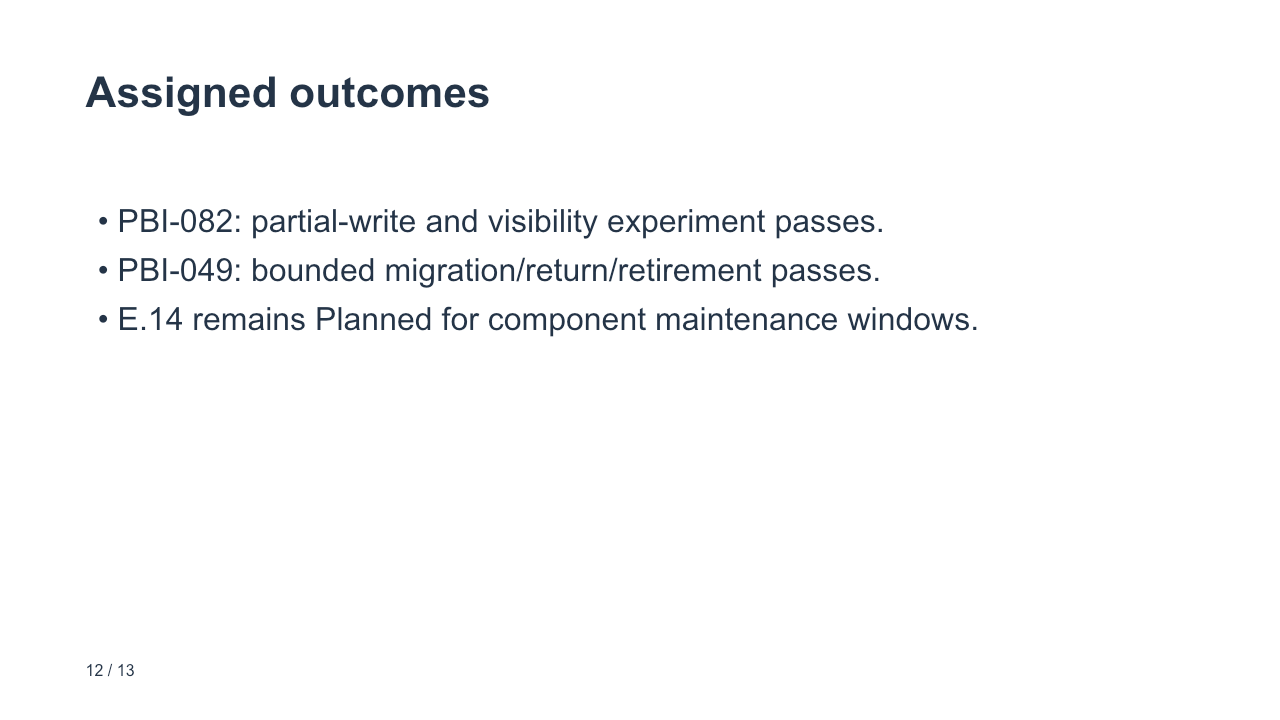 Assigned outcomes
• PBI-082: partial-write and visibility experiment passes.
• PBI-049: bounded migration/return/retirement passes.
• E.14 remains Planned for component maintenance windows.
12 / 13